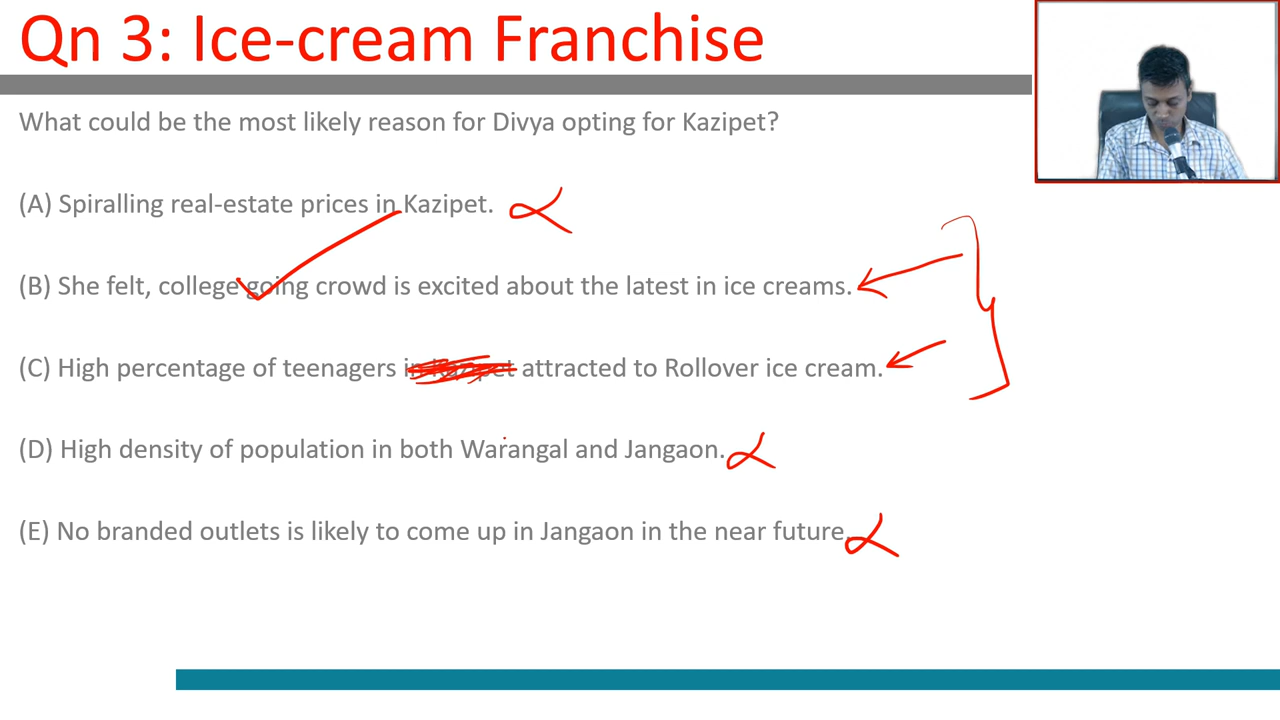 Qn 3: Ice-cream Franchise
What could be the most likely reason for Divya opting for Kazipet?
(A) Spiralling real-estate prices in Kazipet.
(B) She felt, college going crowd is excited about the latest in ice creams.
(C) High percentage of teenagers in Kazipet attracted to Rollover ice cream.
(D) High density of population in both Warangal and Jangaon.
(E) No branded outlets is likely to come up in Jangaon in the near future.